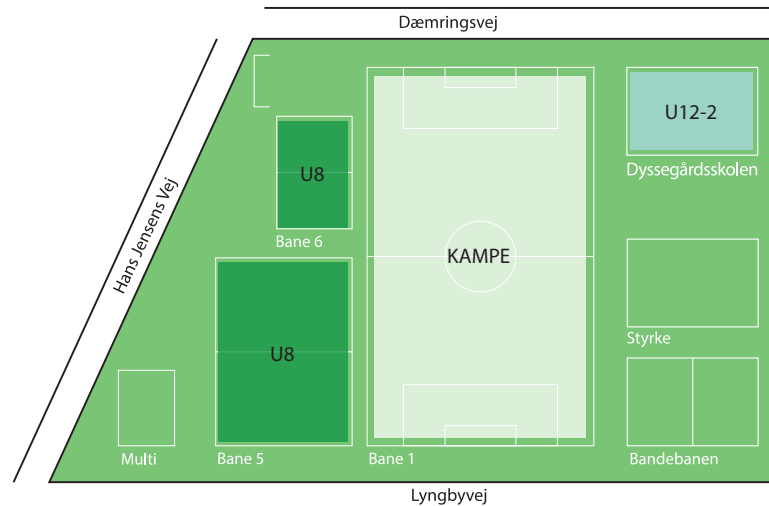 Dæmringsvej
Hans Jensens Vej
U12-2
Dyssegårdsskolen
U8
Bane 6
KAMPE
Styrke
U8
Multi
Bane 5
Bane 1
Bandebanen
Lyngbyvej